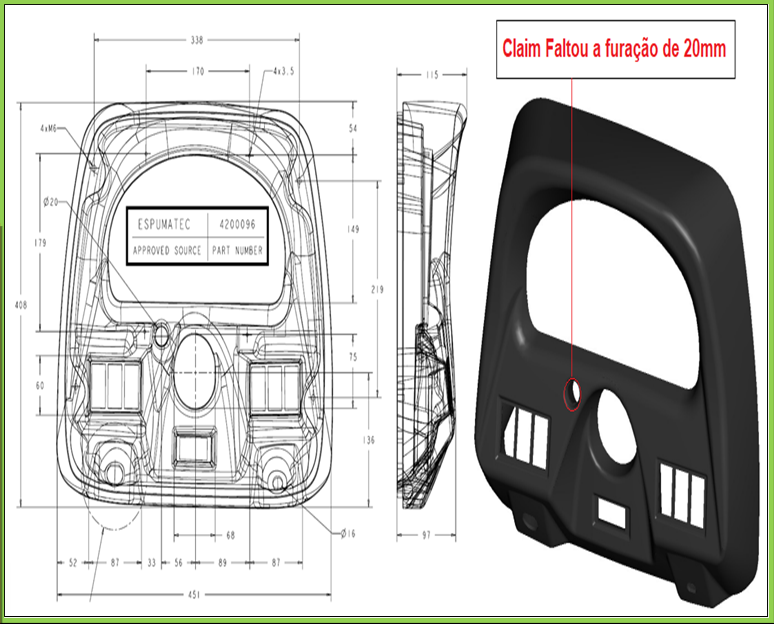 Claim Faltou a furação de 20mm
338
170
4x3.5
115
4xM6
54
Ø20
ESPUMATEC 4200096
APPROVED SOURCE PART NUMBER
179
149
219
408
60
75
136
68
Ø16
52 87 33 56 89 87
97
451